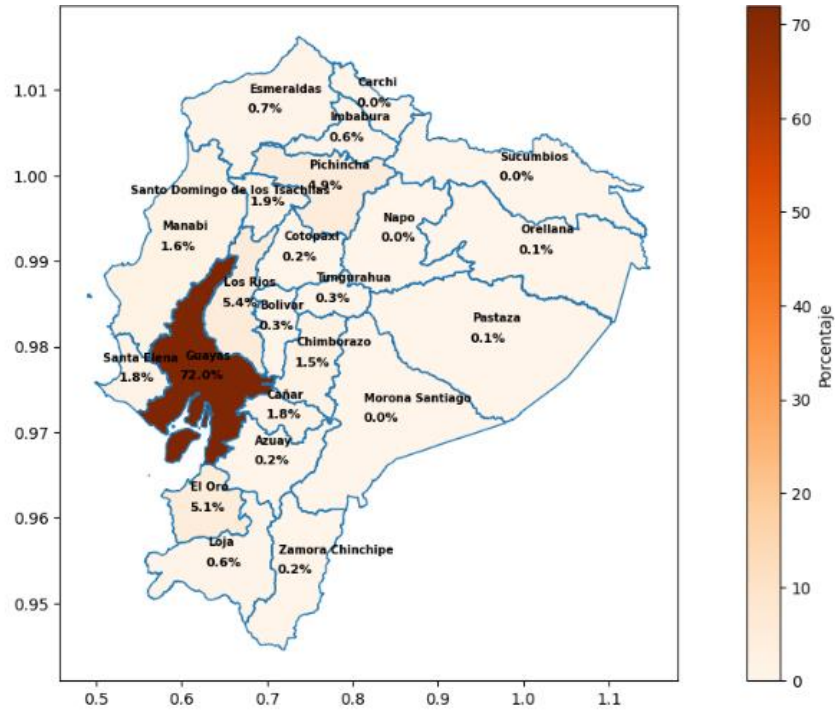 70
60
50
40
30
20
10
0
Porcentaje
1.01
1.00
0.99
0.98
0.97
0.96
0.95
0.5
0.6
0.7
0.8
0.9
1.0
1.1
Esmeraldas
0.7%
Carchi
0.0%
Imbabura
0.6%
Sucumbios
0.0%
Pichincha
4.9%
Santo Domingo de los Tsachilas
1.9%
Manabi
1.6%
Napo
0.0%
Orellana
0.1%
Cotopaxi
0.2%
Los Rios
5.4%
Tungurahua
0.3%
Bolivar
0.3%
Pastaza
0.1%
Santa Elena
1.8%
Guayas
72.0%
Chimborazo
1.5%
Cañar
1.8%
Morona Santiago
0.0%
Azuay
0.2%
El Oro
5.1%
Loja
0.6%
Zamora Chinchipe
0.2%